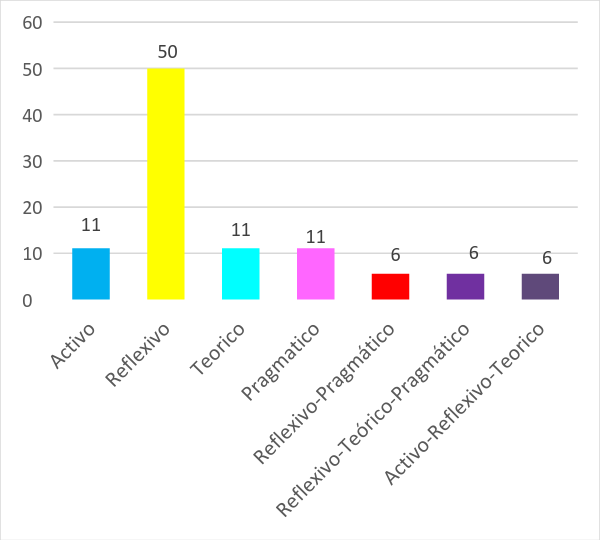 60
50
40
30
20
10
0
11
50
11
11
6
6
6
Activo
Reflexivo
Teorico
Pragmatico
Reflexivo-Pragmático
Reflexivo-Teórico-Pragmático
Activo-Reflexivo-Teorico